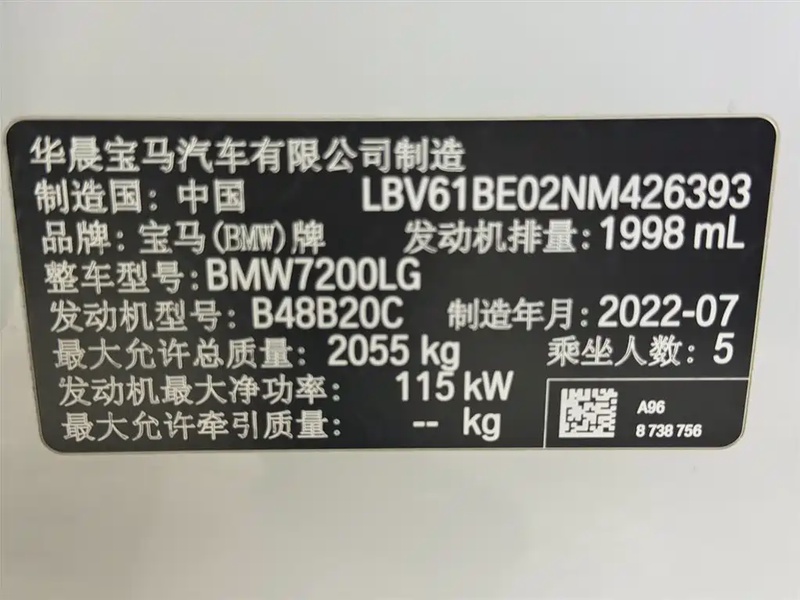 华晨宝马汽车有限公司制造
制造国：中国 LBV61BE02NM426393
品牌：宝马(BMW)牌 发动机排量：1998 mL
整车型号：BMW7200LG
发动机型号：B48B20C 制造年月：2022-07
最大允许总质量：2055 kg 乘坐人数：5
发动机最大净功率：115 kW
最大允许牵引质量：-- kg
A96
8 738 756